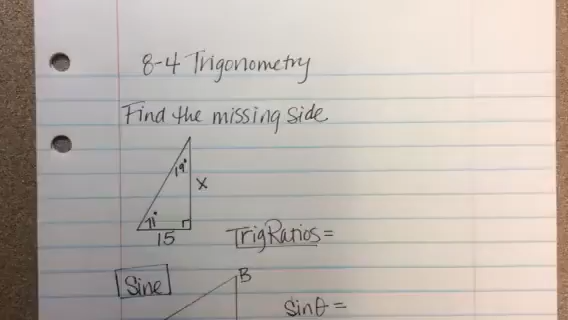 8-4 Trigonometry
Find the missing side
19°
x
71°
15
Trig Ratios =
Sine
B
sinθ =